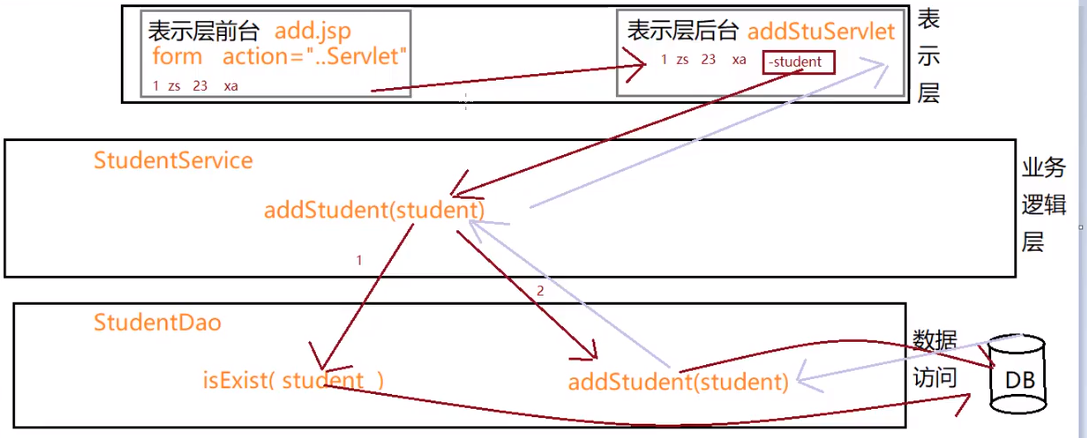 表示层前台 add.jsp
form action="..Servlet"
1 zs 23 xa
表示层后台 addStuServlet
1 zs 23 xa -student
表
示
层
StudentService
addStudent(student)
业务
逻辑
层
1
2
StudentDao
isExist( student )
addStudent(student)
数据
访问
DB